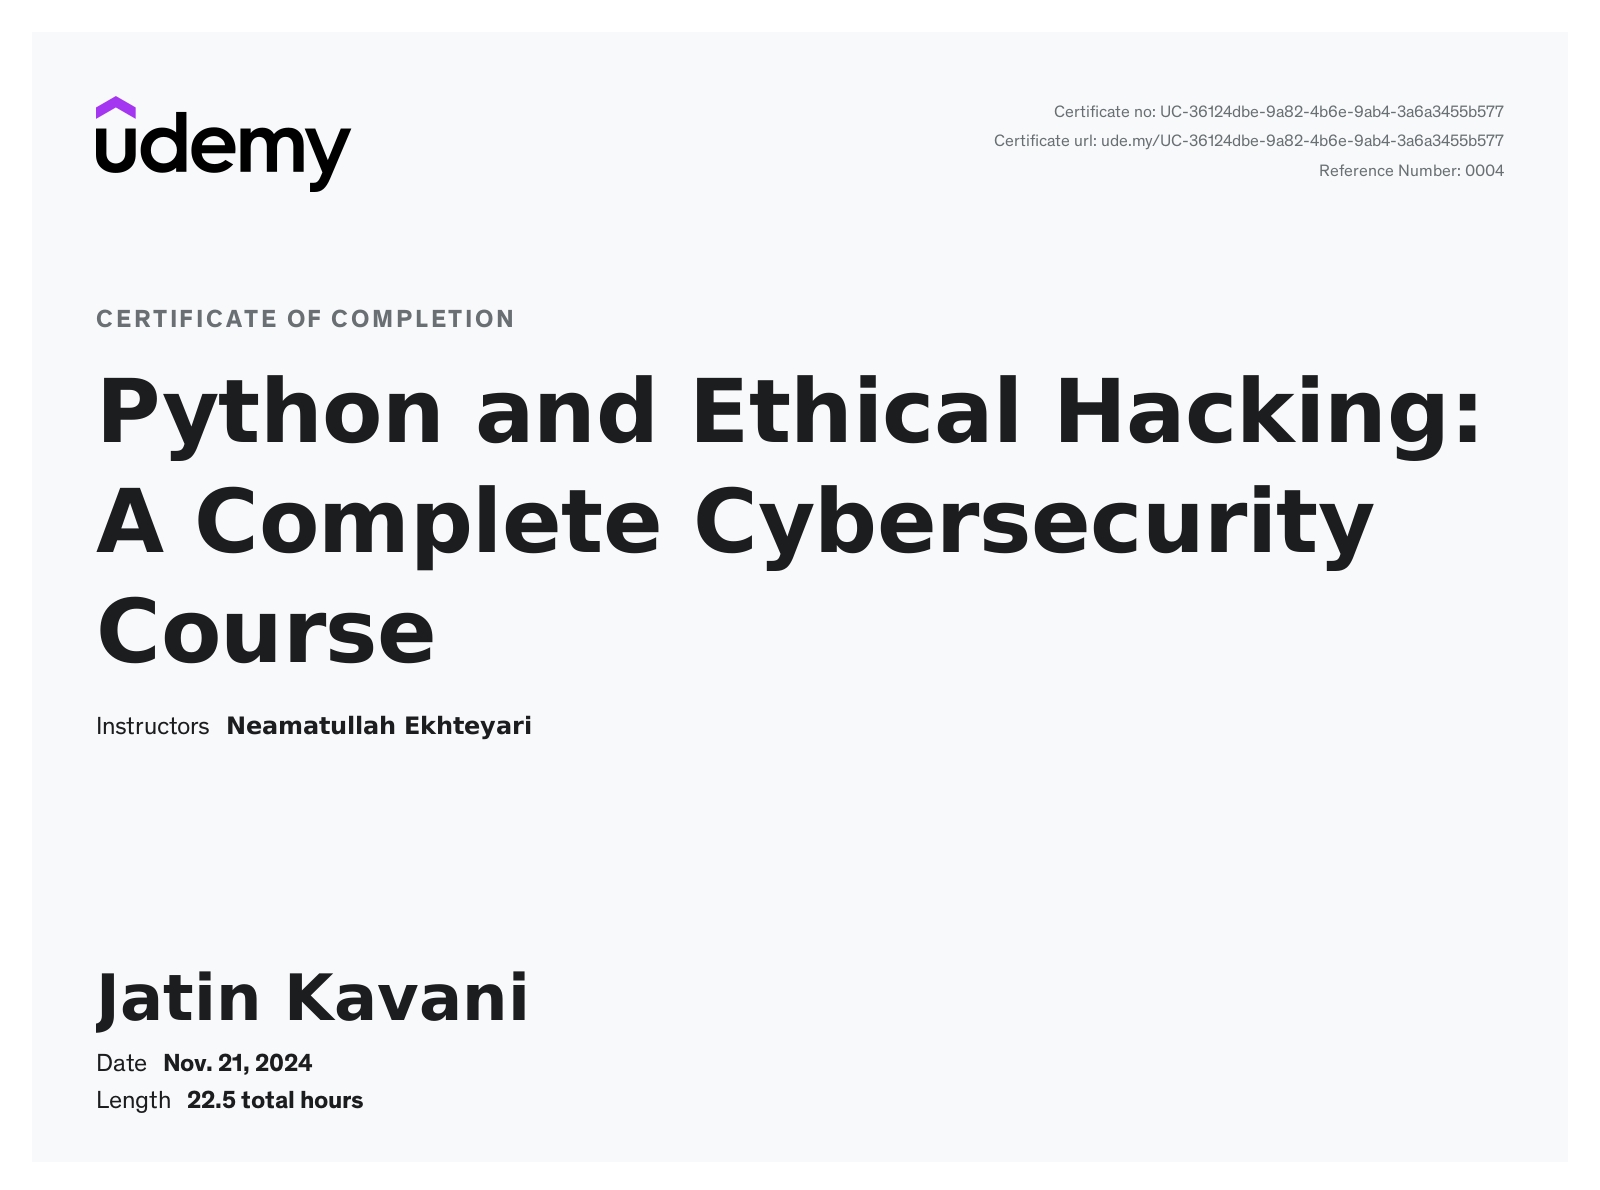 udemy
Certificate no: UC-36124dbe-9a82-4b6e-9ab4-3a6a3455b577
Certificate url: ude.my/UC-36124dbe-9a82-4b6e-9ab4-3a6a3455b577
Reference Number: 0004
CERTIFICATE OF COMPLETION
Python and Ethical Hacking:
A Complete Cybersecurity
Course
Instructors Neamatullah Ekhteyari
Jatin Kavani
Date Nov. 21, 2024
Length 22.5 total hours